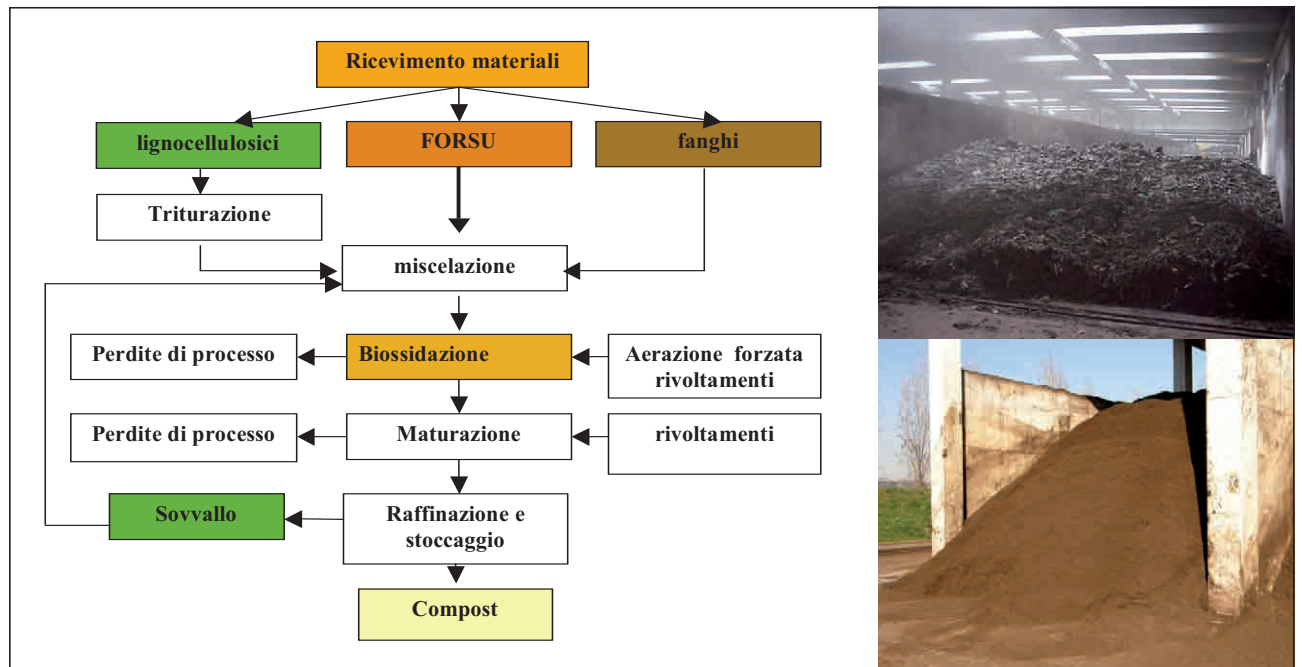 Ricevimento materiali
lignocellulosici
FORSU
fanghi
Triturazione
miscelazione
Perdite di processo
Biossidazione
Aerazione forzata
rivoltamenti
Perdite di processo
Maturazione
rivoltamenti
Sovvallo
Raffinazione e
stoccaggio
Compost